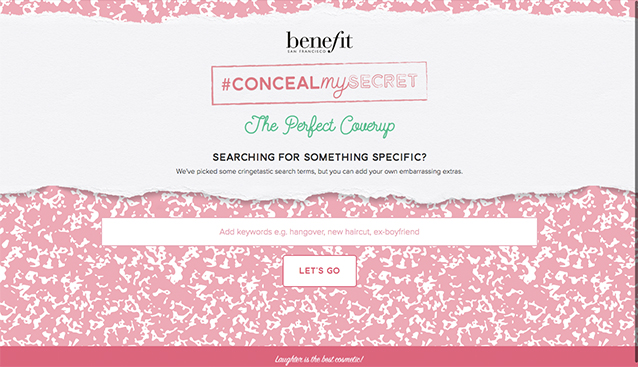 benefit
SAN FRANCISCO
#CONCEALmySECRET
The Perfect Coverup
SEARCHING FOR SOMETHING SPECIFIC?
We've picked some cringetastic search terms, but you can add your own embarrassing extras.
Add keywords e.g. hangover, new haircut, ex-boyfriend
LET'S GO
Laughter is the best cosmetic!